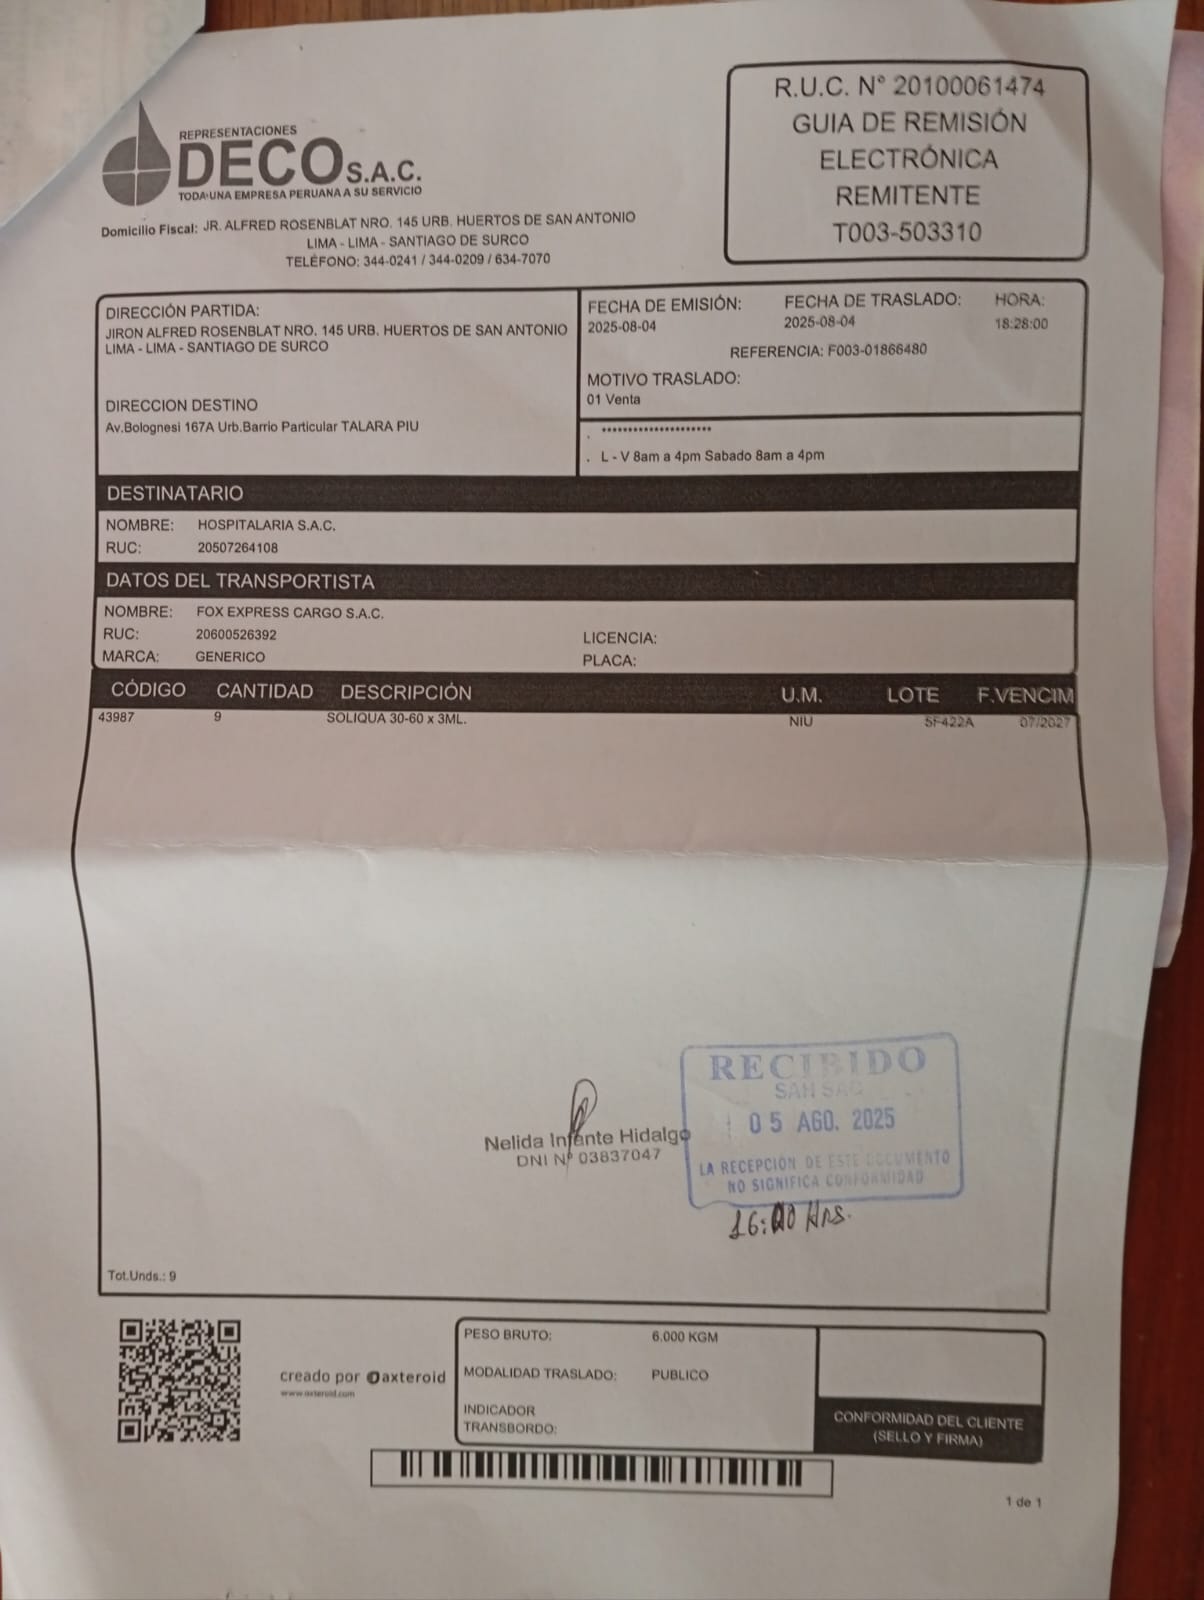 REPRESENTACIONES
DECO S.A.C.
TODA UNA EMPRESA PERUANA A SU SERVICIO
Domicilio Fiscal: JR. ALFRED ROSENBLAT NRO. 145 URB. HUERTOS DE SAN ANTONIO
LIMA - LIMA - SANTIAGO DE SURCO
TELÉFONO: 344-0241 / 344-0209 / 634-7070
R.U.C. N° 20100061474
GUIA DE REMISIÓN
ELECTRÓNICA
REMITENTE
T003-503310
DIRECCIÓN PARTIDA:
JIRON ALFRED ROSENBLAT NRO. 145 URB. HUERTOS DE SAN ANTONIO
LIMA - LIMA - SANTIAGO DE SURCO
DIRECCION DESTINO
Av.Bolognesi 167A Urb.Barrio Particular TALARA PIU
FECHA DE EMISIÓN: FECHA DE TRASLADO: HORA:
2025-08-04 2025-08-04 18:28:00
REFERENCIA: F003-01866480
MOTIVO TRASLADO:
01 Venta
. *********************
. L - V 8am a 4pm Sabado 8am a 4pm
DESTINATARIO
NOMBRE: HOSPITALARIA S.A.C.
RUC: 20507264108
DATOS DEL TRANSPORTISTA
NOMBRE: FOX EXPRESS CARGO S.A.C.
RUC: 20600526392 LICENCIA:
MARCA: GENERICO PLACA:
CÓDIGO CANTIDAD DESCRIPCIÓN U.M. LOTE F.VENCIM
43987 9 SOLIQUA 30-60 x 3ML. NIU 5F422A 07/2027
RECIBIDO
05 AGO. 2025
LA RECEPCIÓN DE ESTE DOCUMENTO
NO SIGNIFICA CONFORMIDAD
Nelida Infante Hidalgo
DNI Nº 03837047
16:00 Hrs.
Tot.Unds.: 9
creado por axteroid
www.axteroid.com
PESO BRUTO: 6.000 KGM
MODALIDAD TRASLADO: PUBLICO
INDICADOR
TRANSBORDO:
CONFORMIDAD DEL CLIENTE
(SELLO Y FIRMA)
1 de 1